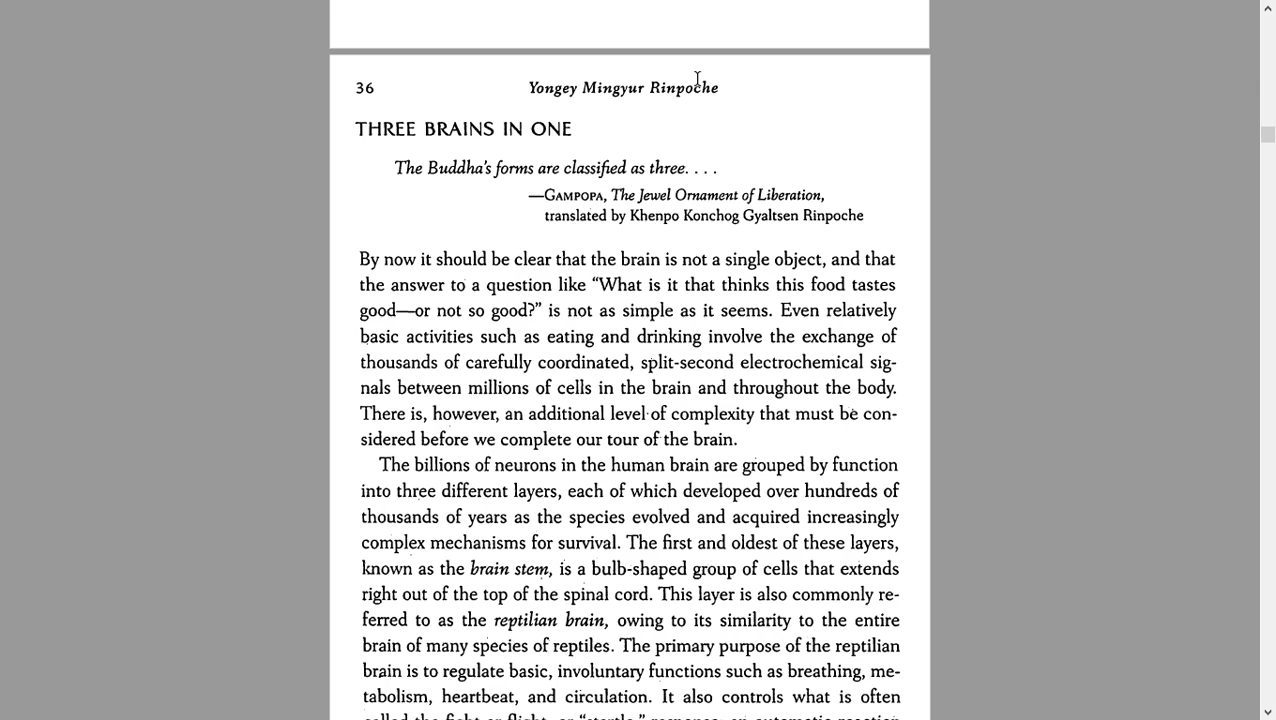 36
Yongey Mingyur Rinpoche
THREE BRAINS IN ONE
The Buddha's forms are classified as three. . . .
—GAMPOPA, The Jewel Ornament of Liberation,
translated by Khenpo Konchog Gyaltsen Rinpoche
By now it should be clear that the brain is not a single object, and that
the answer to a question like “What is it that thinks this food tastes
good—or not so good?” is not as simple as it seems. Even relatively
basic activities such as eating and drinking involve the exchange of
thousands of carefully coordinated, split-second electrochemical sig-
nals between millions of cells in the brain and throughout the body.
There is, however, an additional level of complexity that must be con-
sidered before we complete our tour of the brain.
The billions of neurons in the human brain are grouped by function
into three different layers, each of which developed over hundreds of
thousands of years as the species evolved and acquired increasingly
complex mechanisms for survival. The first and oldest of these layers,
known as the brain stem, is a bulb-shaped group of cells that extends
right out of the top of the spinal cord. This layer is also commonly re-
ferred to as the reptilian brain, owing to its similarity to the entire
brain of many species of reptiles. The primary purpose of the reptilian
brain is to regulate basic, involuntary functions such as breathing, me-
tabolism, heartbeat, and circulation. It also controls what is often
called the fight or flight, or “startle,” response, an automatic reaction